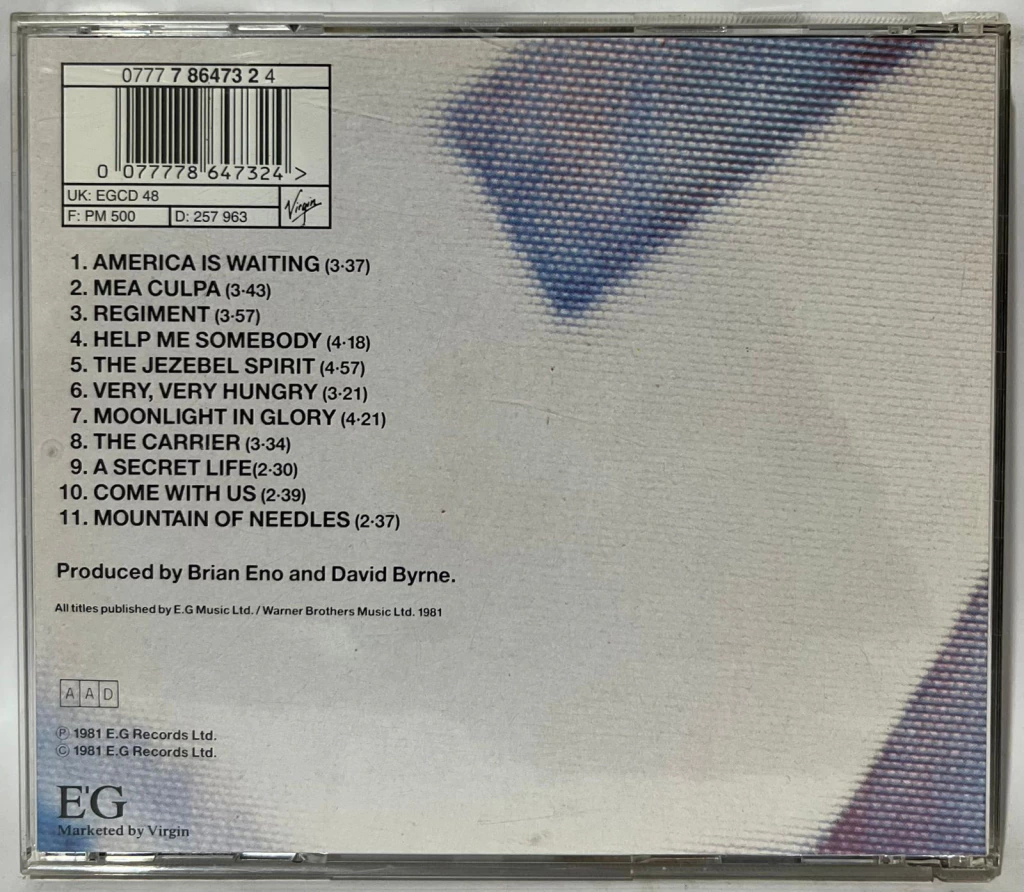 0777 7 86473 2 4
0 077778 647324 >
UK: EGCD 48
F: PM 500
D: 257 963
Virgin
1. AMERICA IS WAITING (3·37)
2. MEA CULPA (3·43)
3. REGIMENT (3·57)
4. HELP ME SOMEBODY (4·18)
5. THE JEZEBEL SPIRIT (4·57)
6. VERY, VERY HUNGRY (3·21)
7. MOONLIGHT IN GLORY (4·21)
8. THE CARRIER (3·34)
9. A SECRET LIFE(2·30)
10. COME WITH US (2·39)
11. MOUNTAIN OF NEEDLES (2·37)
Produced by Brian Eno and David Byrne.
All titles published by E.G Music Ltd. / Warner Brothers Music Ltd. 1981
A A D
℗ 1981 E.G Records Ltd.
© 1981 E.G Records Ltd.
E'G
Marketed by Virgin